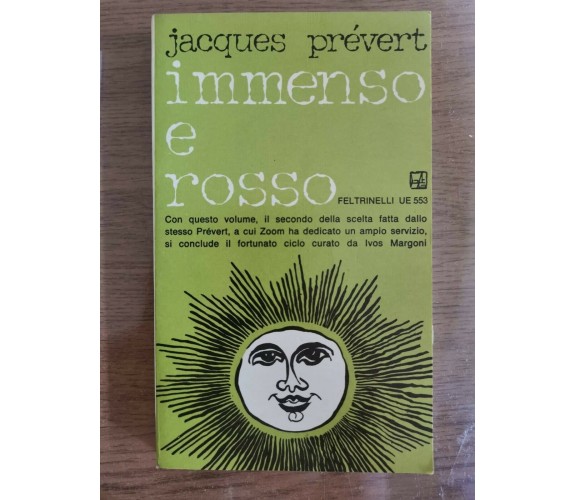 jacques prévert
immenso
e
rosso
FELTRINELLI UE 553
Con questo volume, il secondo della scelta fatta dallo
stesso Prévert, a cui Zoom ha dedicato un ampio servizio,
si conclude il fortunato ciclo curato da Ivos Margoni